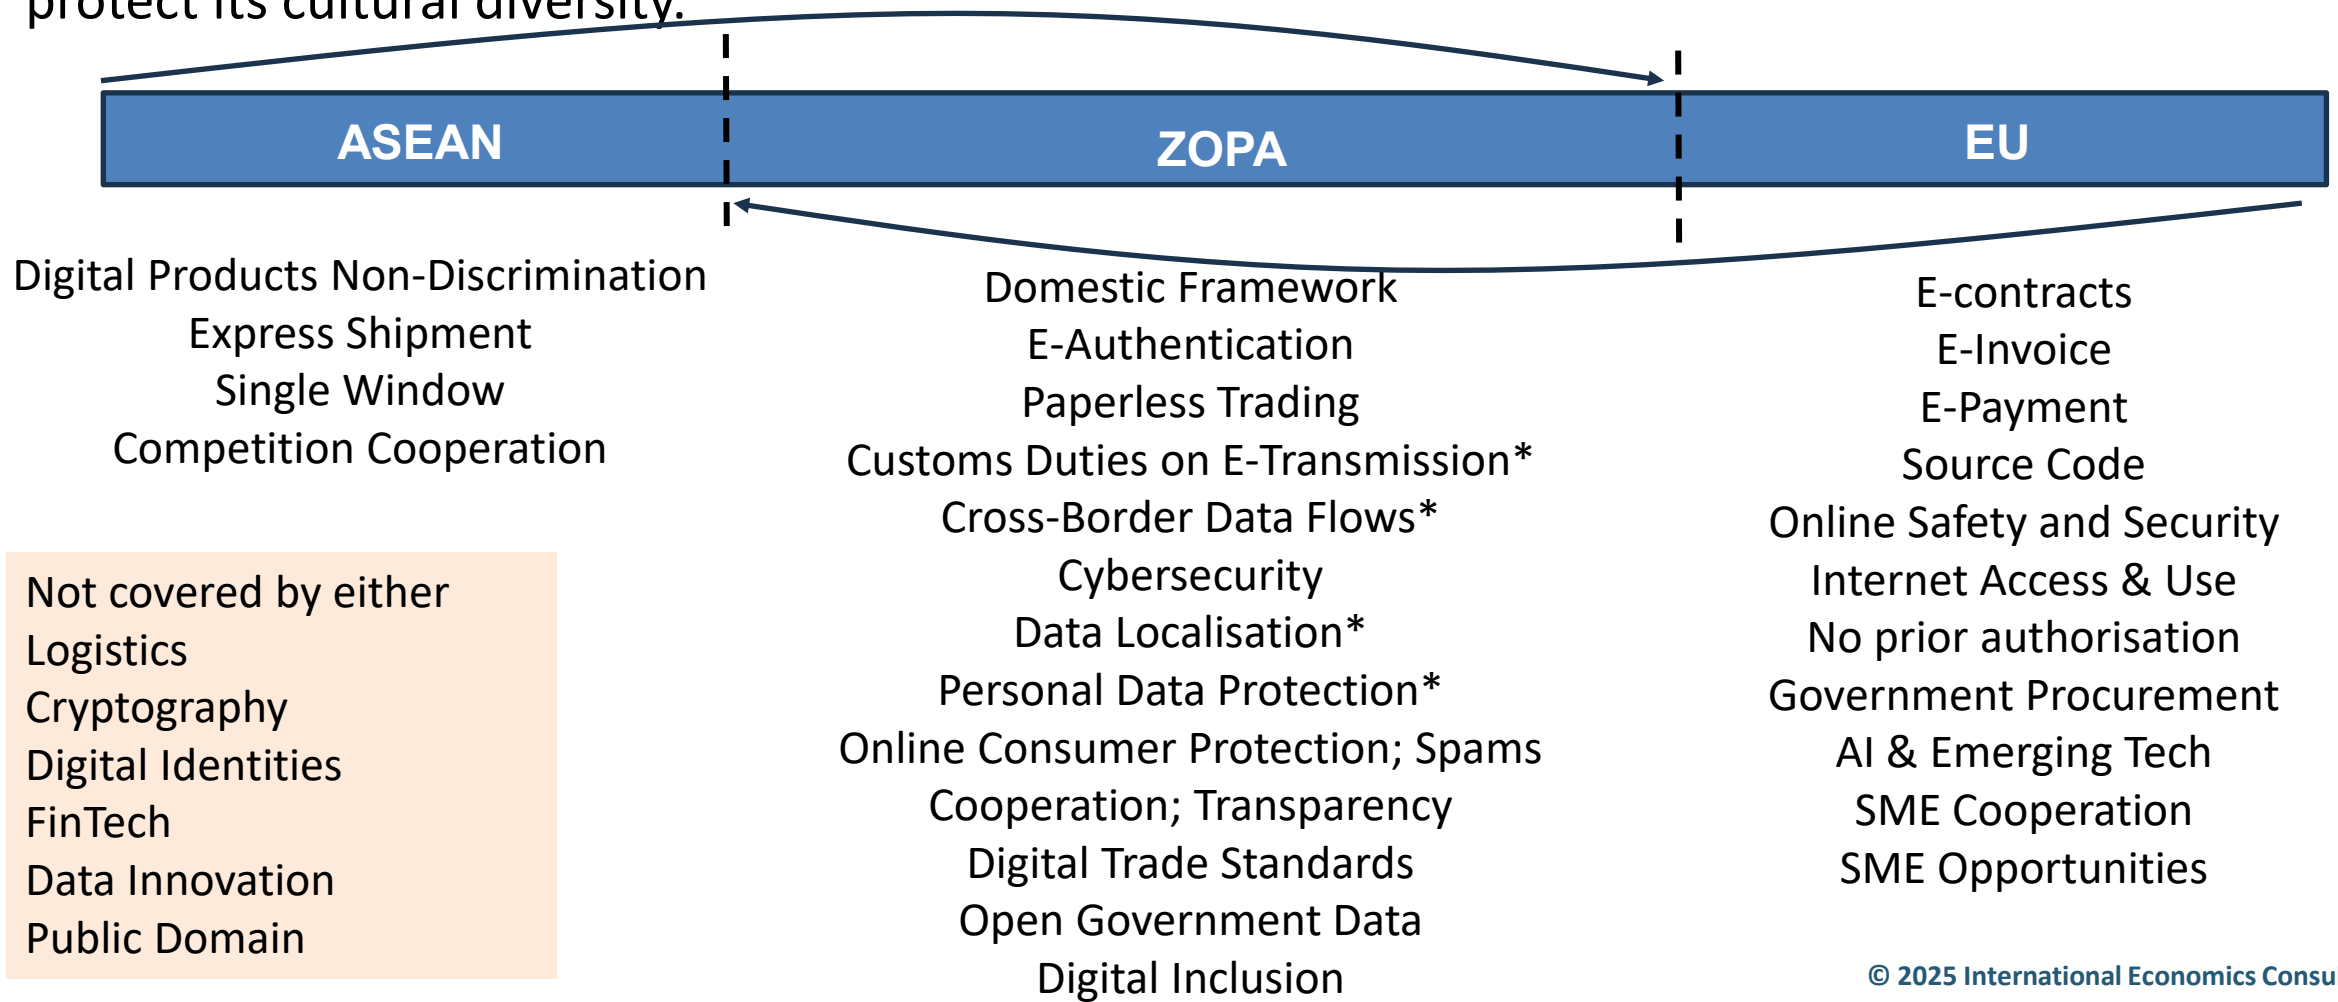 protect its cultural diversity.
ASEAN
ZOPA
EU
Digital Products Non-Discrimination
Express Shipment
Single Window
Competition Cooperation
Not covered by either
Logistics
Cryptography
Digital Identities
FinTech
Data Innovation
Public Domain
Domestic Framework
E-Authentication
Paperless Trading
Customs Duties on E-Transmission*
Cross-Border Data Flows*
Cybersecurity
Data Localisation*
Personal Data Protection*
Online Consumer Protection; Spams
Cooperation; Transparency
Digital Trade Standards
Open Government Data
Digital Inclusion
E-contracts
E-Invoice
E-Payment
Source Code
Online Safety and Security
Internet Access & Use
No prior authorisation
Government Procurement
AI & Emerging Tech
SME Cooperation
SME Opportunities
© 2025 International Economics Consu